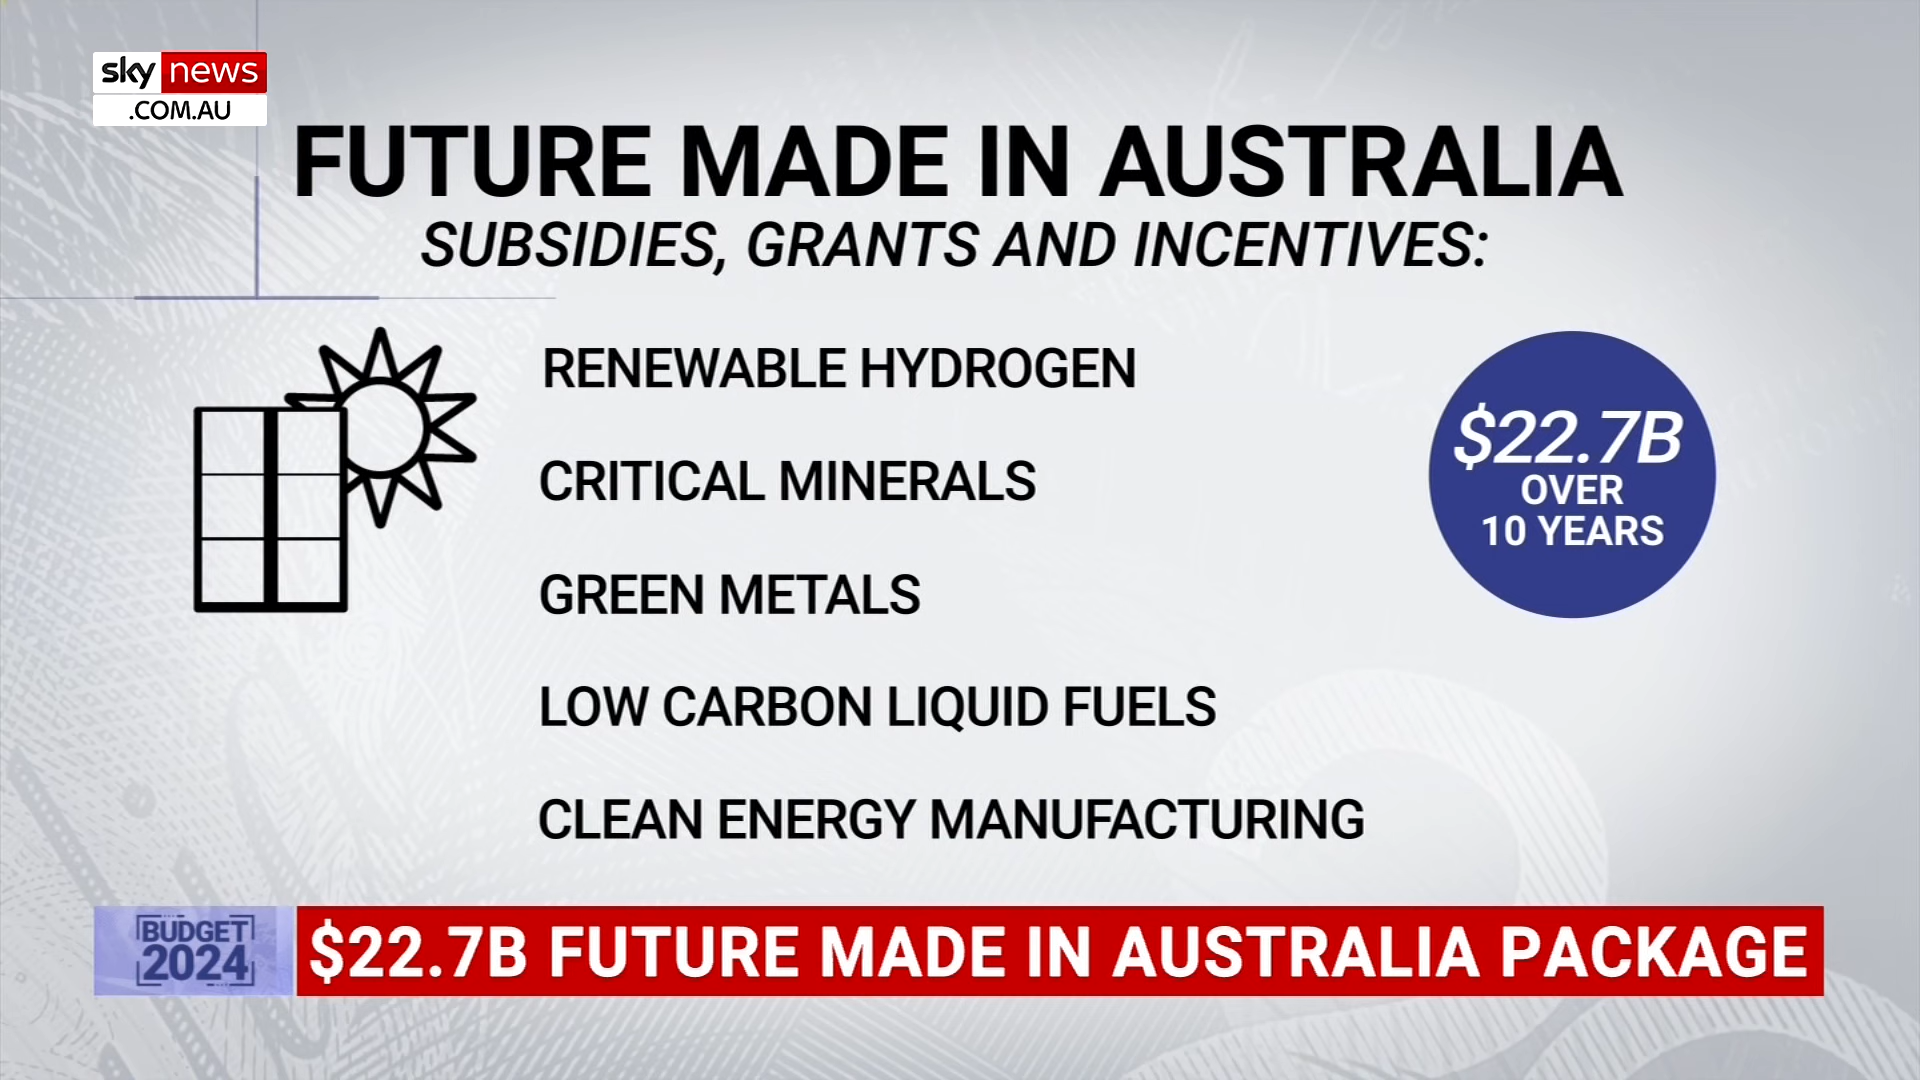 sky news
.COM.AU
FUTURE MADE IN AUSTRALIA
SUBSIDIES, GRANTS AND INCENTIVES:
RENEWABLE HYDROGEN
CRITICAL MINERALS
GREEN METALS
LOW CARBON LIQUID FUELS
CLEAN ENERGY MANUFACTURING
$22.7B
OVER
10 YEARS
BUDGET
2024
$22.7B FUTURE MADE IN AUSTRALIA PACKAGE